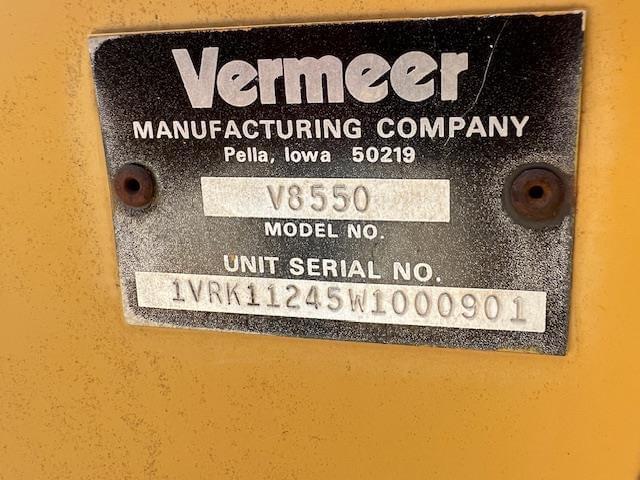 Vermeer
MANUFACTURING COMPANY
Pella, Iowa 50219
V8550
MODEL NO.
UNIT SERIAL NO.
1VRK11245W1000901